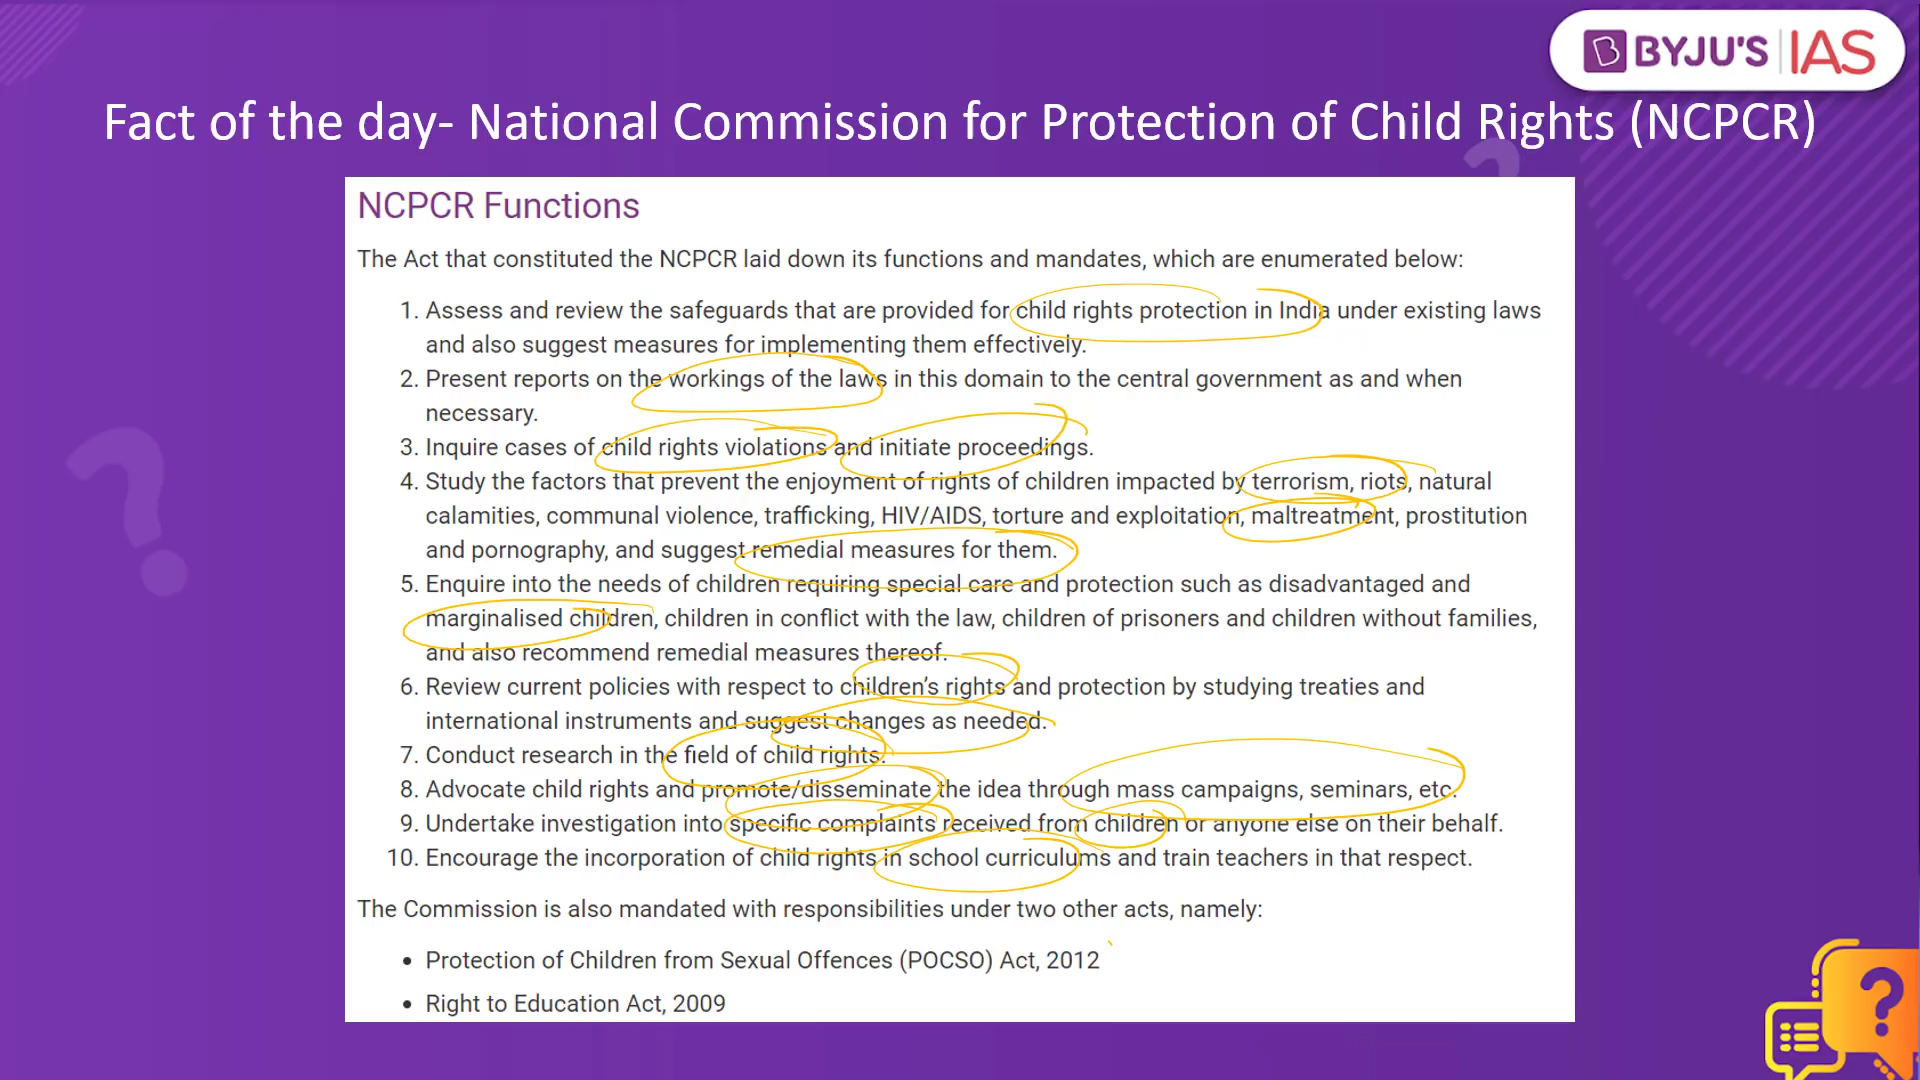 BYJU'S IAS
Fact of the day- National Commission for Protection of Child Rights (NCPCR)
NCPCR Functions
The Act that constituted the NCPCR laid down its functions and mandates, which are enumerated below:
1. Assess and review the safeguards that are provided for child rights protection in India under existing laws
and also suggest measures for implementing them effectively.
2. Present reports on the workings of the laws in this domain to the central government as and when
necessary.
3. Inquire cases of child rights violations and initiate proceedings.
4. Study the factors that prevent the enjoyment of rights of children impacted by terrorism, riots, natural
calamities, communal violence, trafficking, HIV/AIDS, torture and exploitation, maltreatment, prostitution
and pornography, and suggest remedial measures for them.
5. Enquire into the needs of children requiring special care and protection such as disadvantaged and
marginalised children, children in conflict with the law, children of prisoners and children without families,
and also recommend remedial measures thereof.
6. Review current policies with respect to children’s rights and protection by studying treaties and
international instruments and suggest changes as needed.
7. Conduct research in the field of child rights.
8. Advocate child rights and promote/disseminate the idea through mass campaigns, seminars, etc.
9. Undertake investigation into specific complaints received from children or anyone else on their behalf.
10. Encourage the incorporation of child rights in school curriculums and train teachers in that respect.
The Commission is also mandated with responsibilities under two other acts, namely:
• Protection of Children from Sexual Offences (POCSO) Act, 2012
• Right to Education Act, 2009